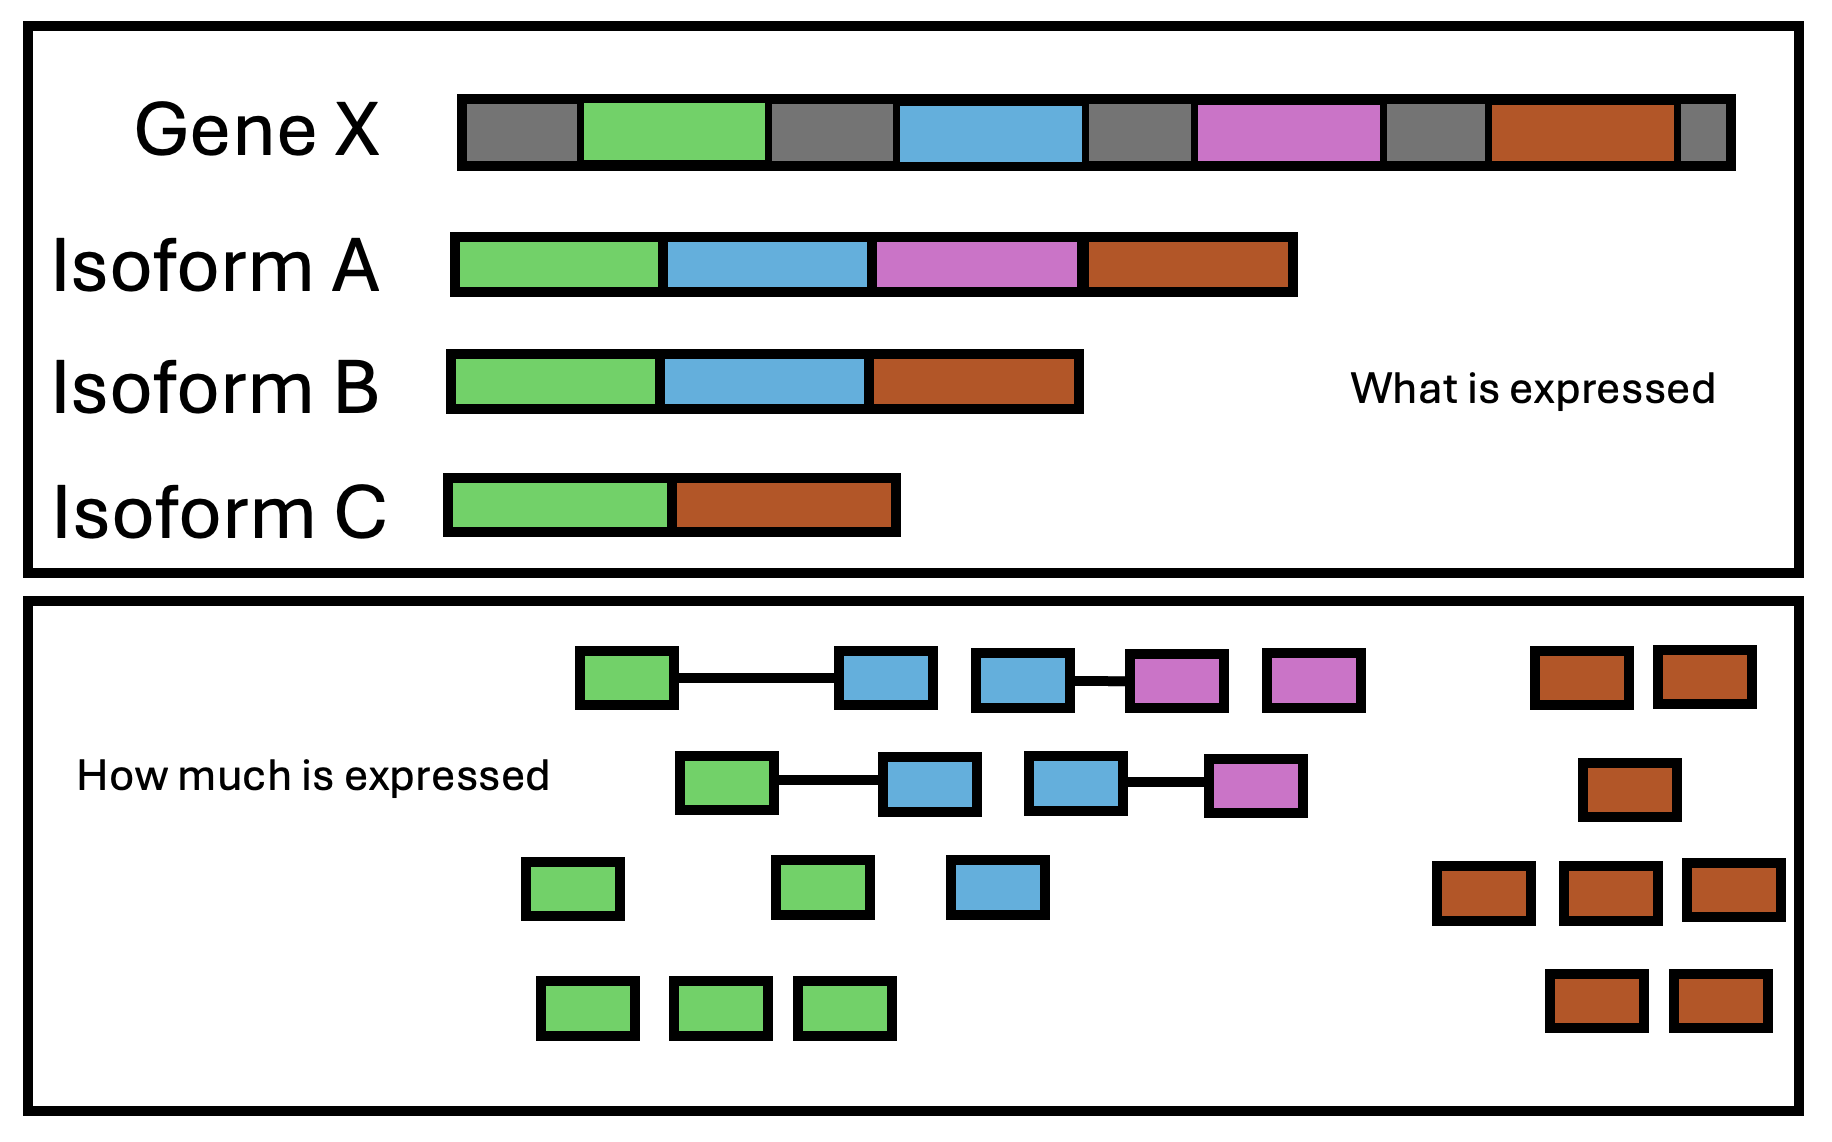 Gene X
Isoform A
Isoform B
What is expressed
Isoform C
How much is expressed